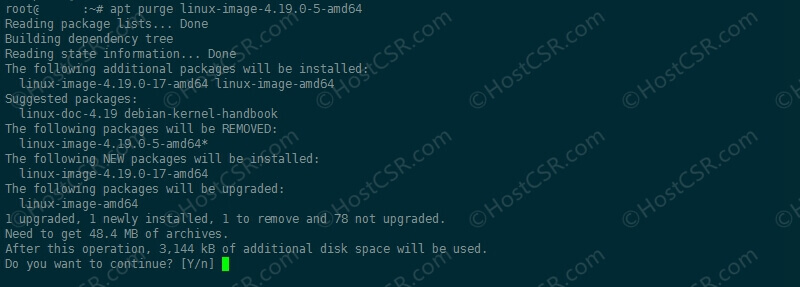 root@ :~# apt purge linux-image-4.19.0-5-amd64
Reading package lists... Done
Building dependency tree
Reading state information... Done
The following additional packages will be installed:
linux-image-4.19.0-17-amd64 linux-image-amd64
Suggested packages:
linux-doc-4.19 debian-kernel-handbook
The following packages will be REMOVED:
linux-image-4.19.0-5-amd64*
The following NEW packages will be installed:
linux-image-4.19.0-17-amd64
The following packages will be upgraded:
linux-image-amd64
1 upgraded, 1 newly installed, 1 to remove and 78 not upgraded.
Need to get 48.4 MB of archives.
After this operation, 3,144 kB of additional disk space will be used.
Do you want to continue? [Y/n]
©HostCSR.com
©HostCSR.com
©HostCSR.com
©HostCSR.com
©HostCSR.com
©HostCSR.com
©HostCSR.com
©HostCSR.com
©HostCSR.com
©HostCSR.com